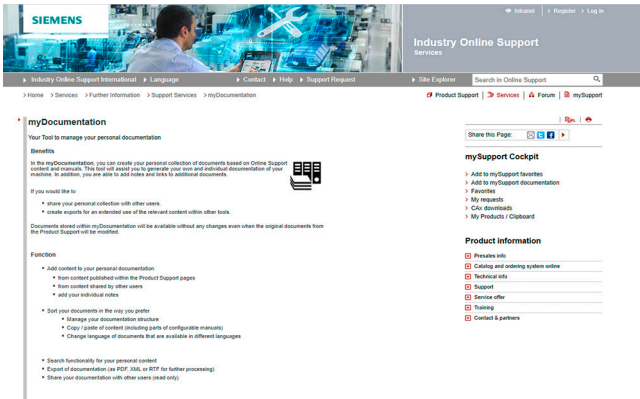 SIEMENS
Intranet
> Register > Log in
Industry Online Support
Services
Industry Online Support International
Language
Contact
Help
Support Request
Site Explorer
Search in Online Support
>Home >Services >Further Information >Support Services >myDocumentation
Product Support
Services
Forum
mySupport
myDocumentation
Your Tool to manage your personal documentation
Benefits
In the myDocumentation, you can create your personal collection of documents based on Online Support
content and manuals. This tool will assist you to generate your own and individual documentation of your
machine. In addition, you are able to add notes and links to additional documents.
If you would like to
share your personal collection with other users.
create exports for an extended use of the relevant content within other tools.
Documents stored within myDocumentation will be available without any changes even when the original documents from
the Product Support will be modified.
Function
Add content to your personal documentation
from content published within the Product Support pages
from content shared by other users
add your individual notes
Sort your documents in the way you prefer
Manage your documentation structure
Copy / paste of content (including parts of configurable manuals)
Change language of documents that are available in different languages
Search functionality for your personal content
Export of documentation (as PDF, XML or RTF for further processing)
Share your documentation with other users (read only)
Share this Page:
mySupport Cockpit
> Add to mySupport favorites
> Add to mySupport documentation
> Favorites
> My requests
> CAx downloads
> My Products / Clipboard
Product information
Presales info
Catalog and ordering system online
Technical info
Support
Service offer
Training
Contact & partners